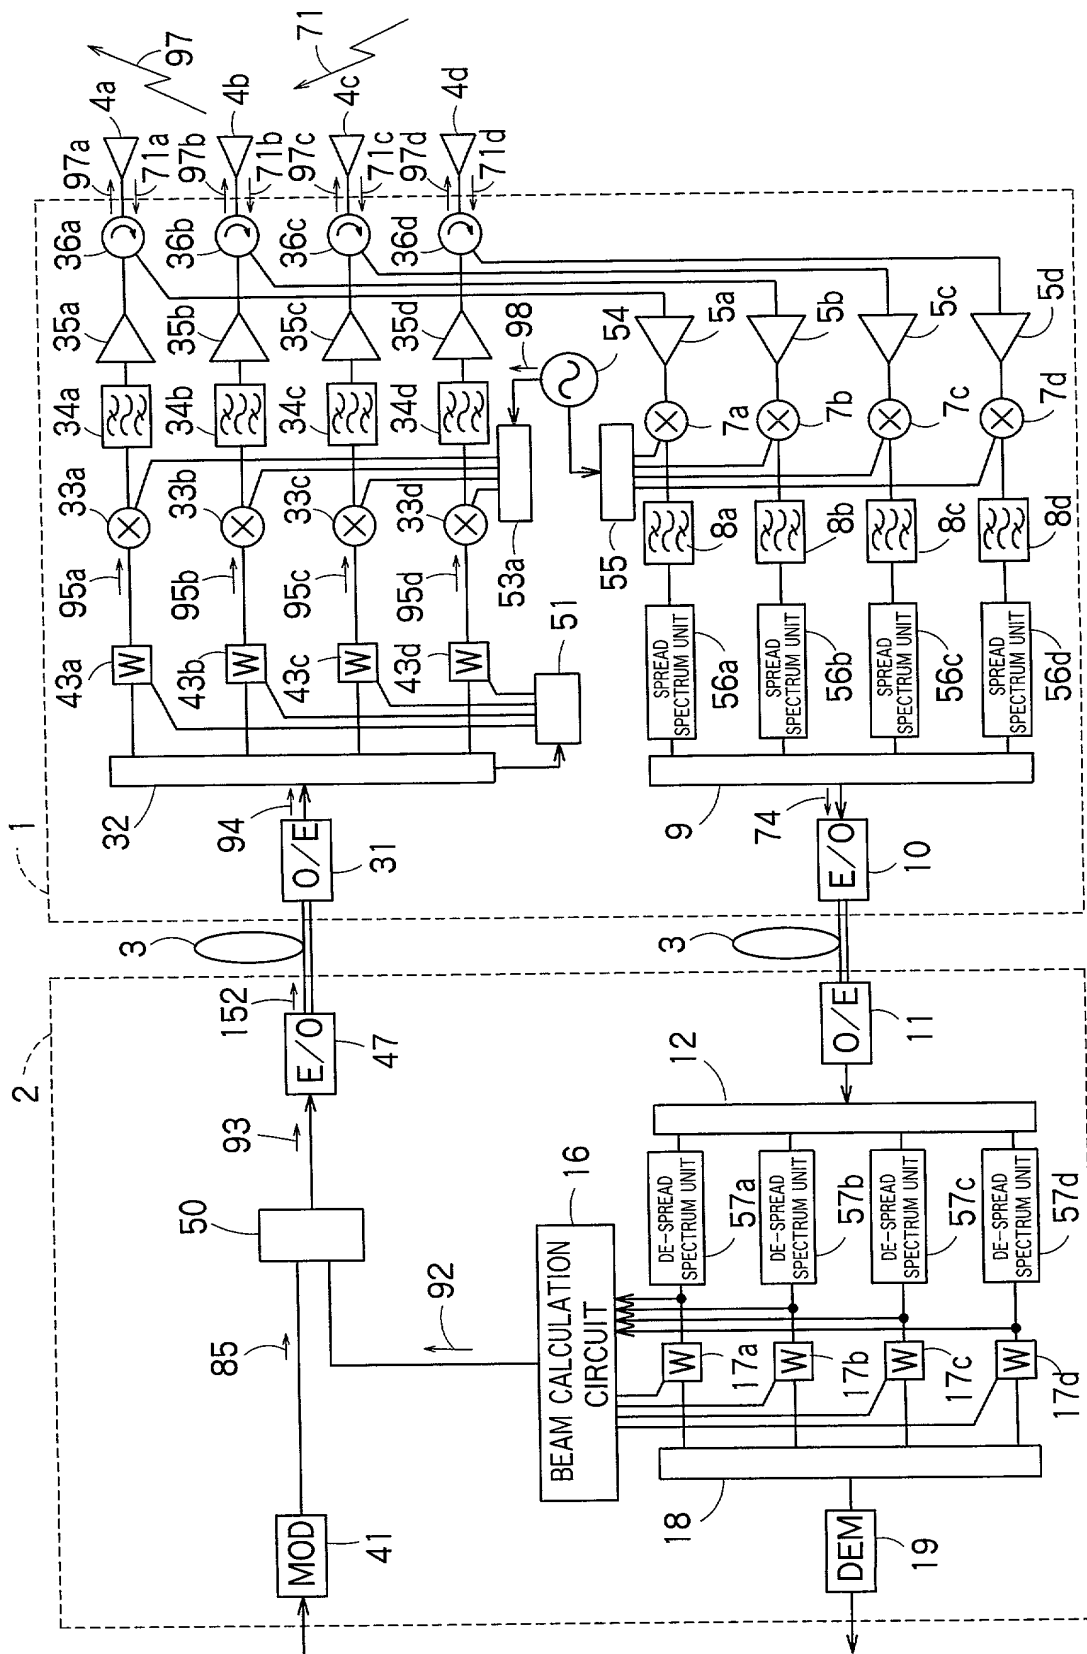 1
97
71
4a
4b
4c
4d
97a
71a
97b
71b
97c
71c
97d
71d
36a
36b
36c
36d
35a
35b
35c
35d
34a
34b
34c
34d
33a
33b
33c
33d
95a
95b
95c
95d
43a
W
43b
W
43c
W
43d
W
51
53a
98
54
55
32
94
O/E
31
5a
5b
5c
5d
7a
7b
7c
7d
8a
8b
8c
8d
SPREAD
SPECTRUM UNIT
56a
SPREAD
SPECTRUM UNIT
56b
SPREAD
SPECTRUM UNIT
56c
SPREAD
SPECTRUM UNIT
56d
9
74
E/O
10
3
3
2
152
E/O
47
93
50
85
MOD
41
92
O/E
11
12
DE-SPREAD
SPECTRUM UNIT
57a
DE-SPREAD
SPECTRUM UNIT
57b
DE-SPREAD
SPECTRUM UNIT
57c
DE-SPREAD
SPECTRUM UNIT
57d
16
BEAM CALCULATION
CIRCUIT
W
17a
W
17b
W
17c
W
17d
18
DEM
19